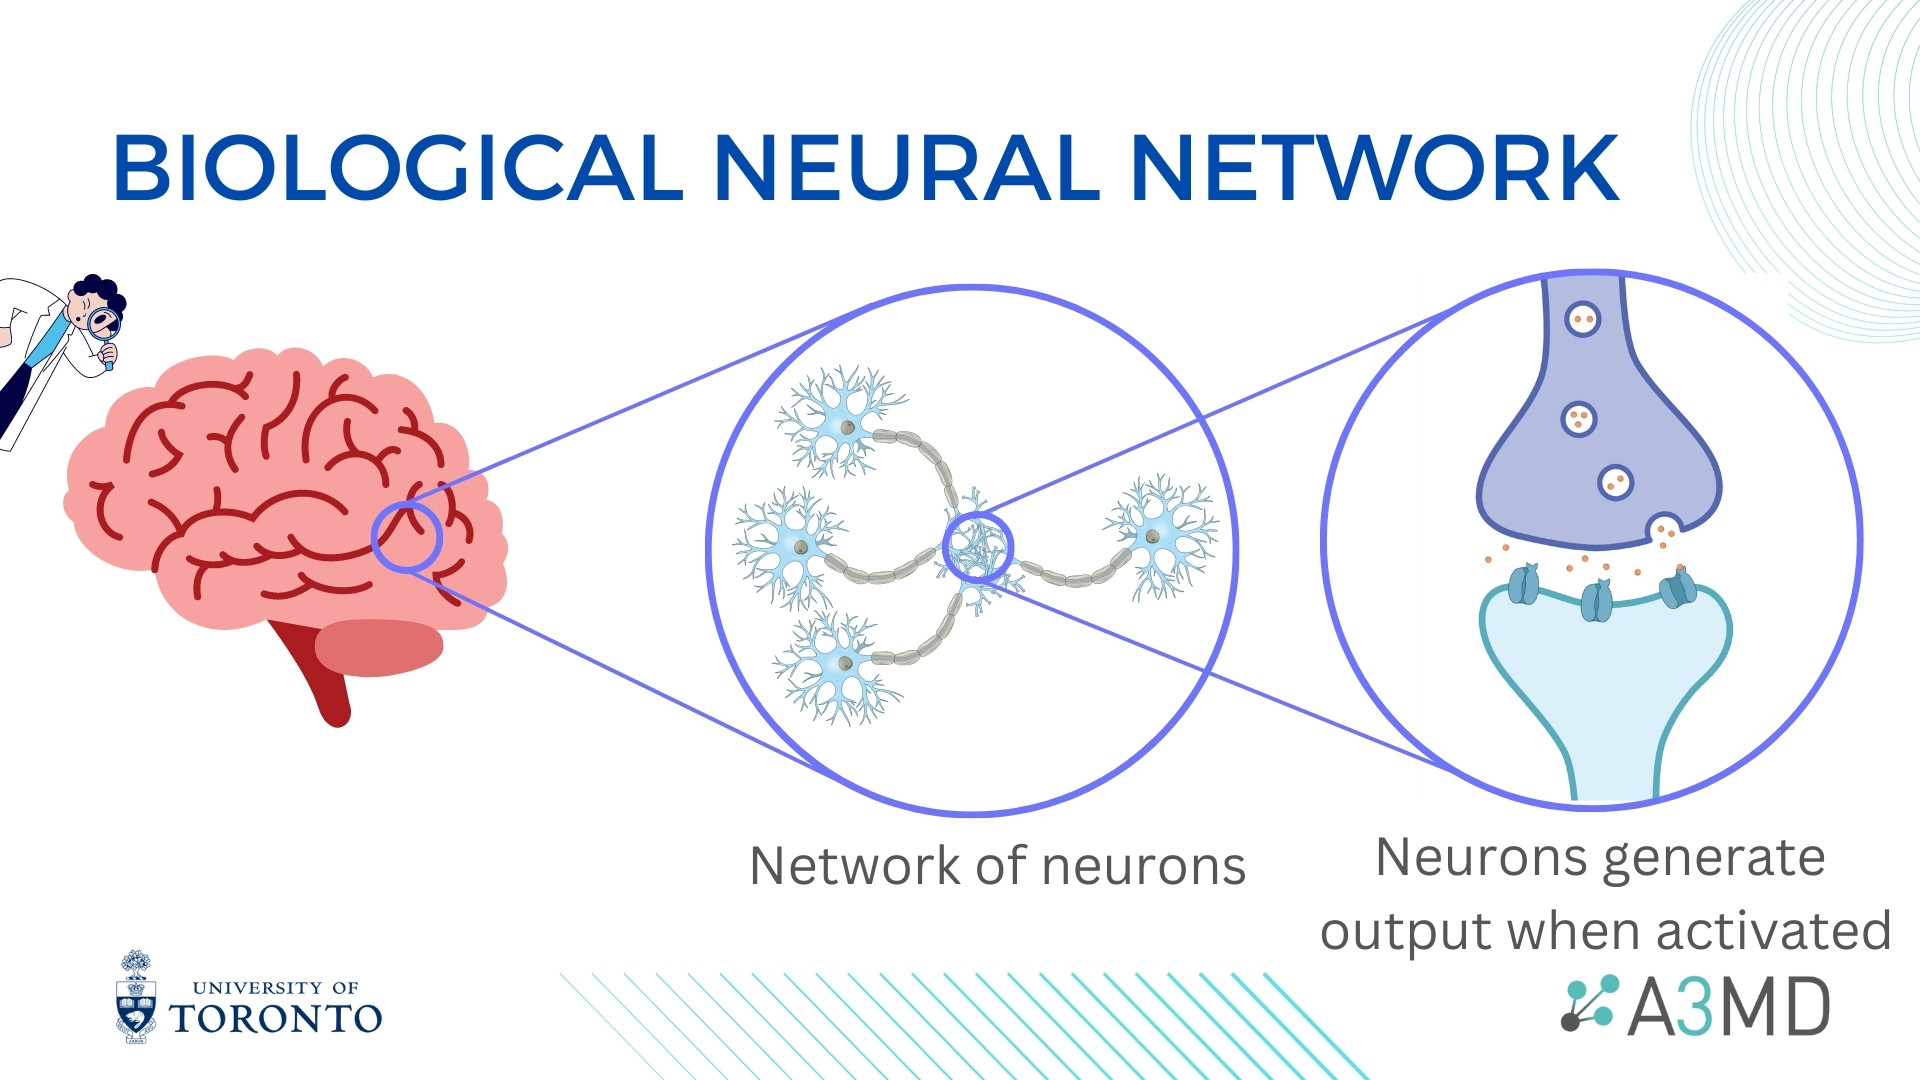 BIOLOGICAL NEURAL NETWORK
Network of neurons
Neurons generate
output when activated
UNIVERSITY OF
TORONTO
A3MD